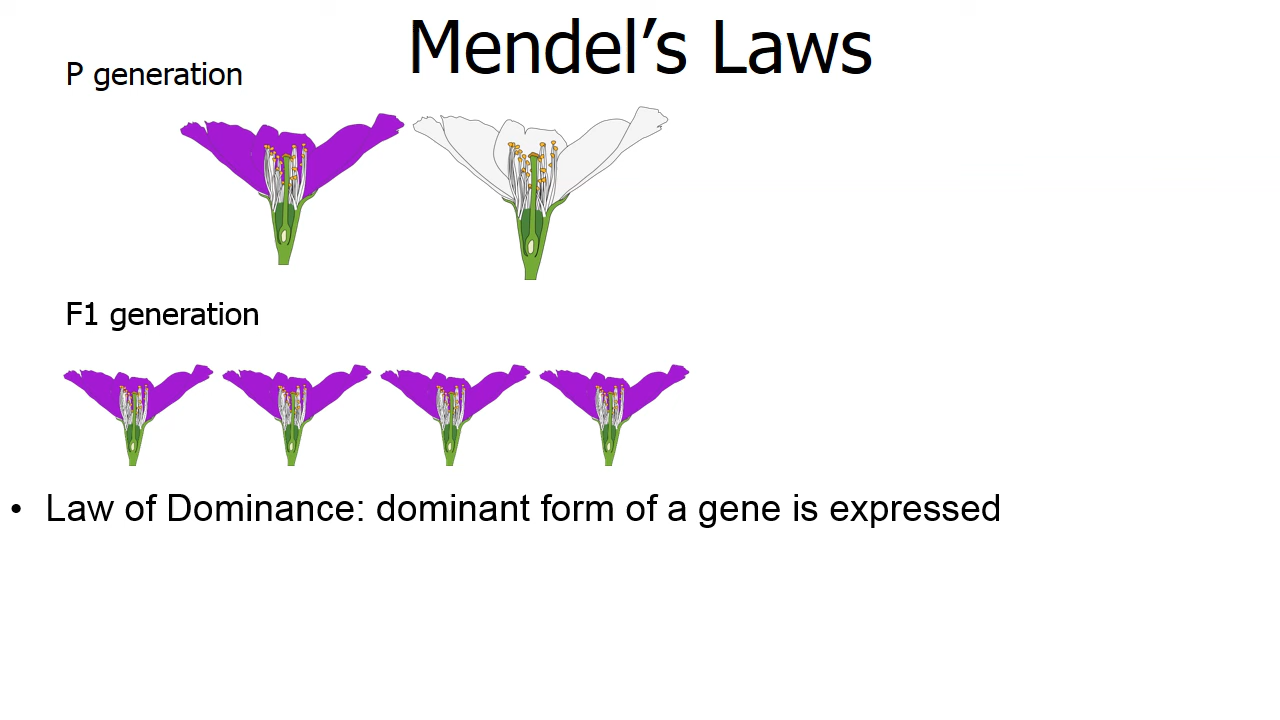 Mendel’s Laws
P generation
F1 generation
• Law of Dominance: dominant form of a gene is expressed